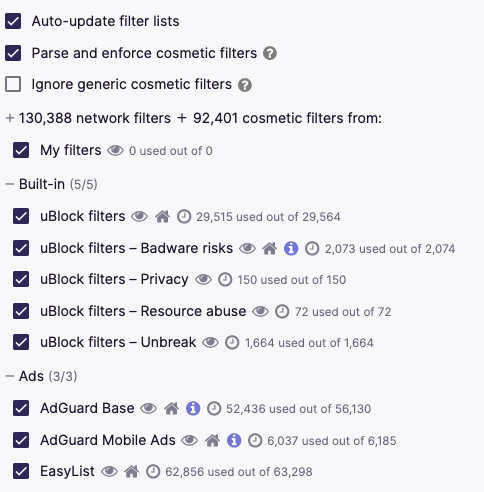 Auto-update filter lists
Parse and enforce cosmetic filters ?
Ignore generic cosmetic filters ?
+ 130,388 network filters + 92,401 cosmetic filters from:
My filters 0 used out of 0
− Built-in (5/5)
uBlock filters 29,515 used out of 29,564
uBlock filters – Badware risks i 2,073 used out of 2,074
uBlock filters – Privacy 150 used out of 150
uBlock filters – Resource abuse 72 used out of 72
uBlock filters – Unbreak 1,664 used out of 1,664
− Ads (3/3)
AdGuard Base i 52,436 used out of 56,130
AdGuard Mobile Ads i 6,037 used out of 6,185
EasyList 62,856 used out of 63,298